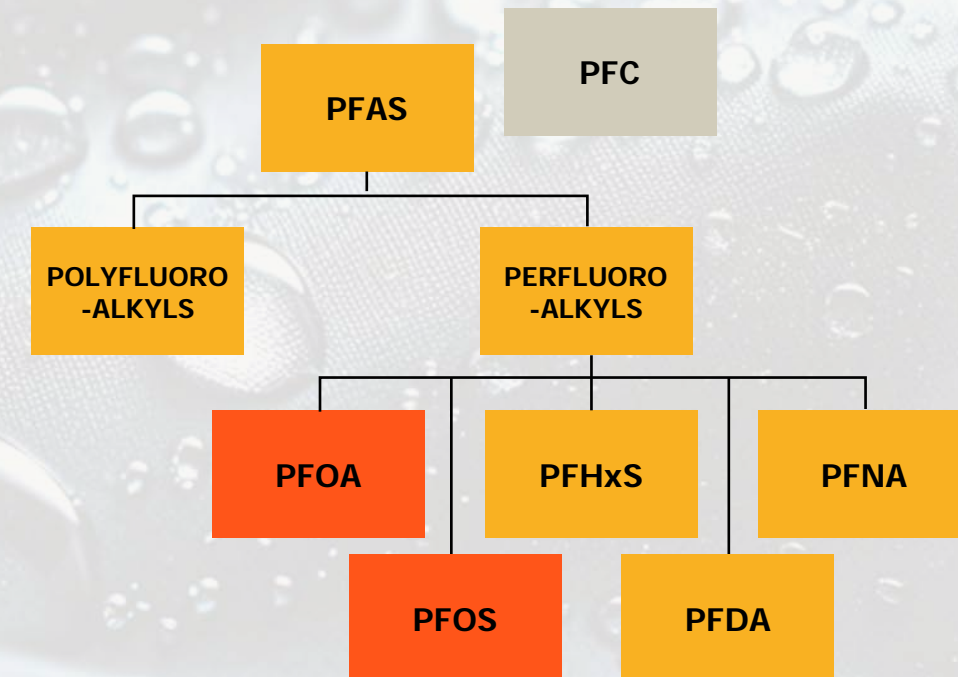 PFC
PFAS
POLYFLUORO
-ALKYLS
PERFLUORO
-ALKYLS
PFOA
PFHxS
PFNA
PFOS
PFDA